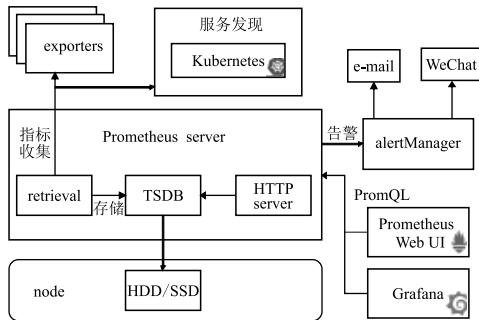 服务发现
exporters
Kubernetes
e-mail
WeChat
指标
收集
Prometheus server
告警
alertManager
retrieval
存储
TSDB
HTTP
server
PromQL
Prometheus
Web UI
node
HDD/SSD
Grafana